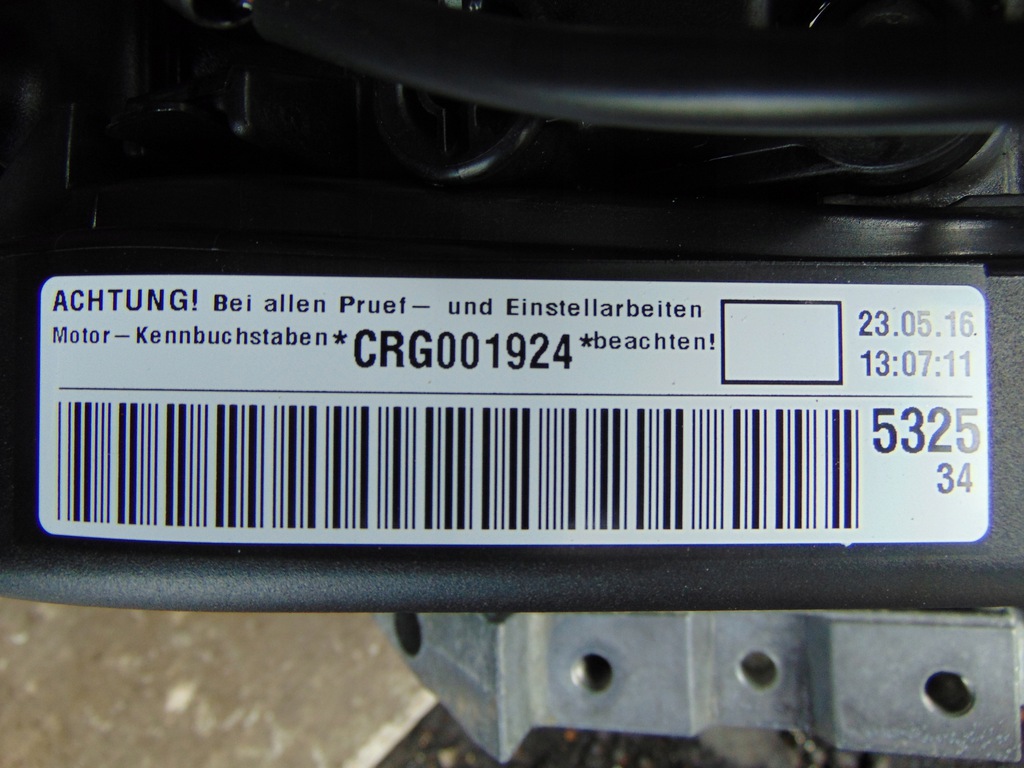 ACHTUNG! Bei allen Pruef- und Einstellarbeiten
Motor-Kennbuchstaben*CRG001924*beachten!
23.05.16
13:07:11
5325
34